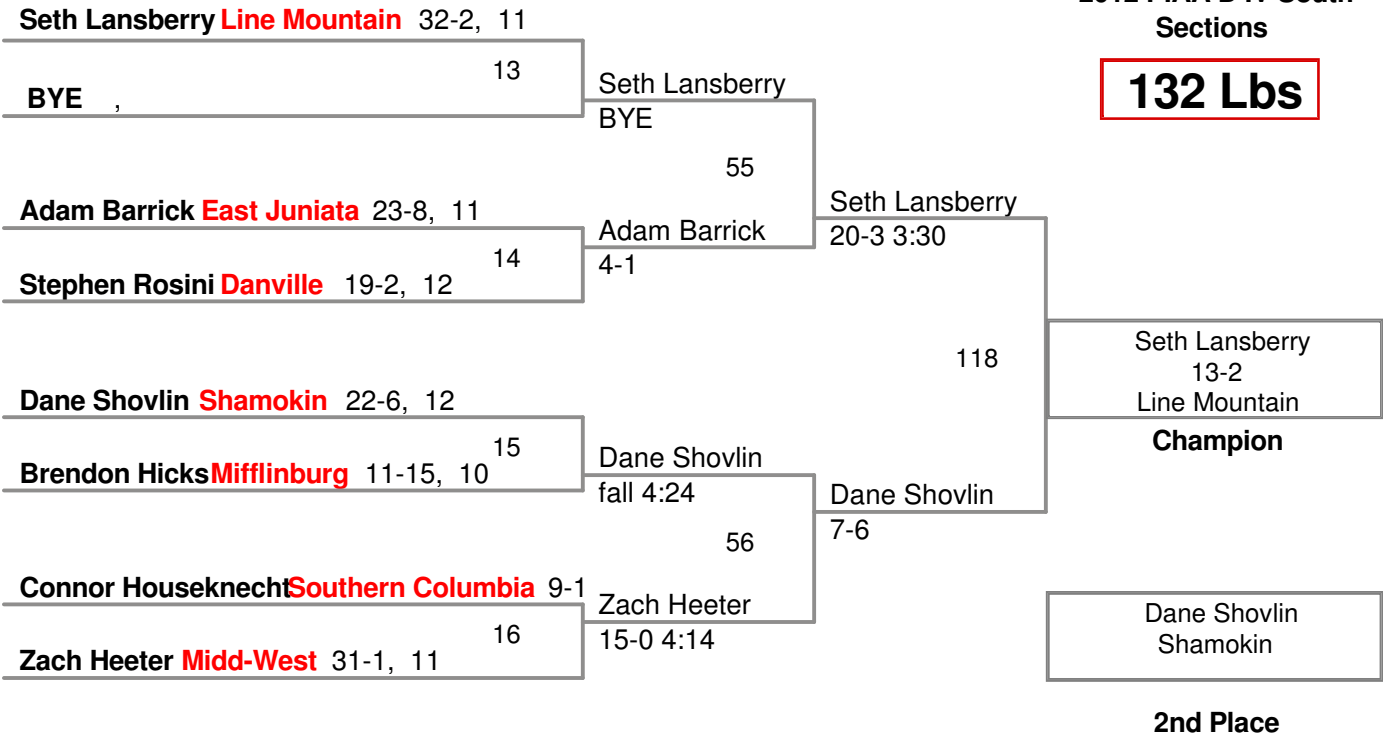 Seth Lansberry Line Mountain 32-2, 11
Sections
13
132 Lbs
Seth Lansberry
BYE ,
BYE
55
Adam Barrick East Juniata 23-8, 11
Seth Lansberry
Adam Barrick
20-3 3:30
14
4-1
Stephen Rosini Danville 19-2, 12
118
Seth Lansberry
13-2
Line Mountain
Dane Shovlin Shamokin 22-6, 12
Champion
15
Dane Shovlin
Brendon Hicks Mifflinburg 11-15, 10
fall 4:24
Dane Shovlin
7-6
56
Connor Houseknecht Southern Columbia 9-1
Zach Heeter
Dane Shovlin
16
15-0 4:14
Shamokin
Zach Heeter Midd-West 31-1, 11
2nd Place